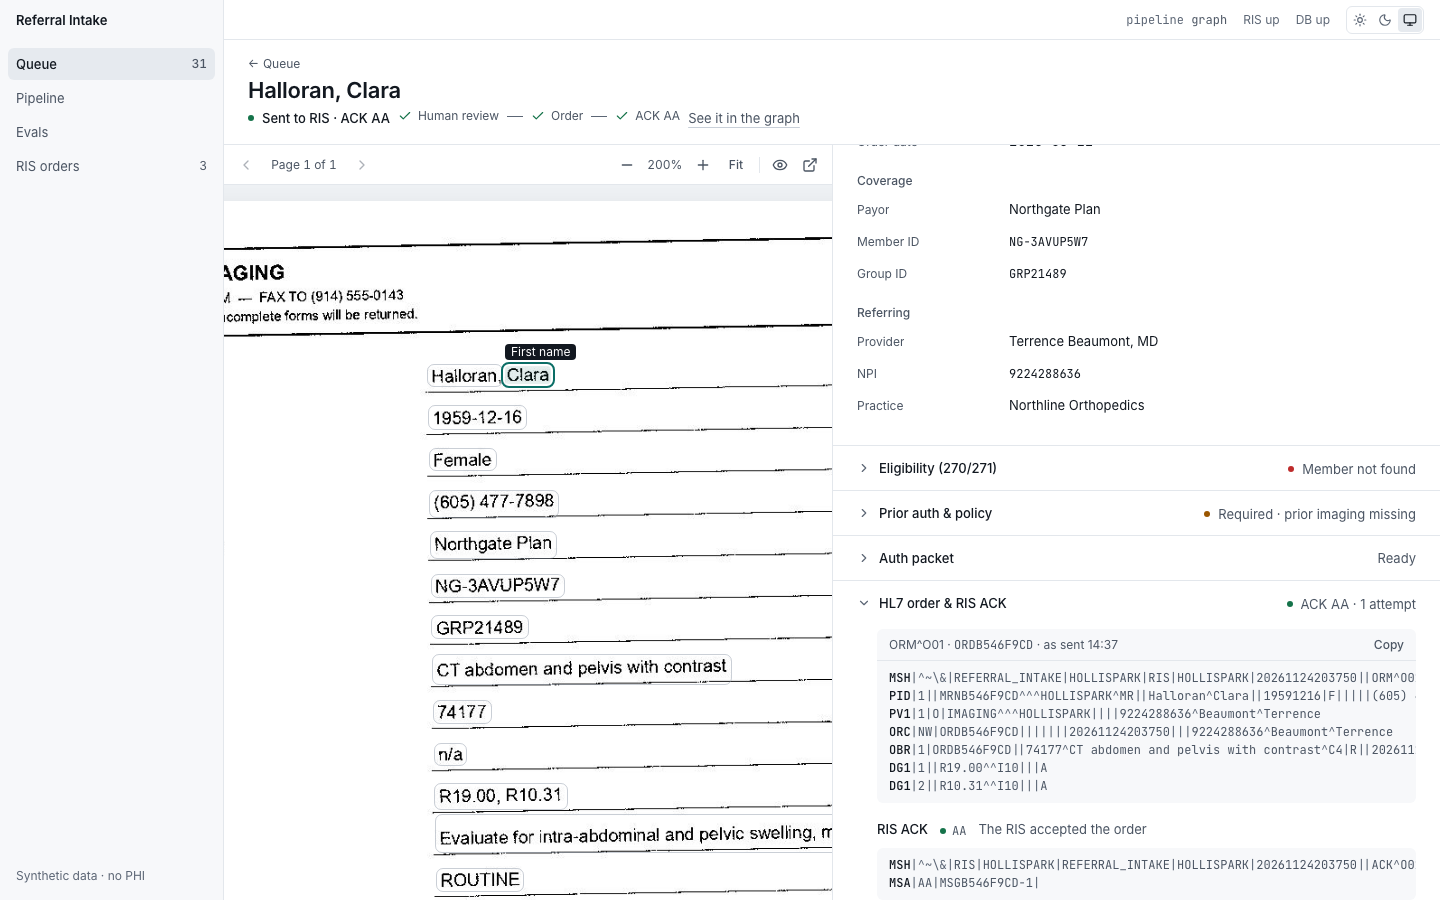 Referral Intake
pipeline graph RIS up DB up
Queue 31
Pipeline
Evals
RIS orders 3
Synthetic data · no PHI
← Queue
Halloran, Clara
Sent to RIS · ACK AA Human review — Order — ACK AA See it in the graph
Page 1 of 1 200% Fit
AGING
— FAX TO (914) 555-0143
complete forms will be returned.
First name
Halloran, Clara
1959-12-16
Female
(605) 477-7898
Northgate Plan
NG-3AVUP5W7
GRP21489
CT abdomen and pelvis with contrast
74177
n/a
R19.00, R10.31
Evaluate for intra-abdominal and pelvic swelling,
ROUTINE
Coverage
Payor Northgate Plan
Member ID NG-3AVUP5W7
Group ID GRP21489
Referring
Provider Terrence Beaumont, MD
NPI 9224288636
Practice Northline Orthopedics
Eligibility (270/271) Member not found
Prior auth & policy Required · prior imaging missing
Auth packet Ready
HL7 order & RIS ACK ACK AA · 1 attempt
ORM^O01 · ORDB546F9CD · as sent 14:37 Copy
MSH|^~\&|REFERRAL_INTAKE|HOLLISPARK|RIS|HOLLISPARK|20261124203750||ORM^O0
PID|1||MRNB546F9CD^^^HOLLISPARK^MR||Halloran^Clara||19591216|F|||||(605)
PV1|1|O|IMAGING^^^HOLLISPARK||||9224288636^Beaumont^Terrence
ORC|NW|ORDB546F9CD|||||||20261124203750|||9224288636^Beaumont^Terrence
OBR|1|ORDB546F9CD||74177^CT abdomen and pelvis with contrast^C4|R||202611
DG1|1||R19.00^^I10|||A
DG1|2||R10.31^^I10|||A
RIS ACK AA The RIS accepted the order
MSH|^~\&|RIS|HOLLISPARK|REFERRAL_INTAKE|HOLLISPARK|20261124203750||ACK^O0
MSA|AA|MSGB546F9CD-1|